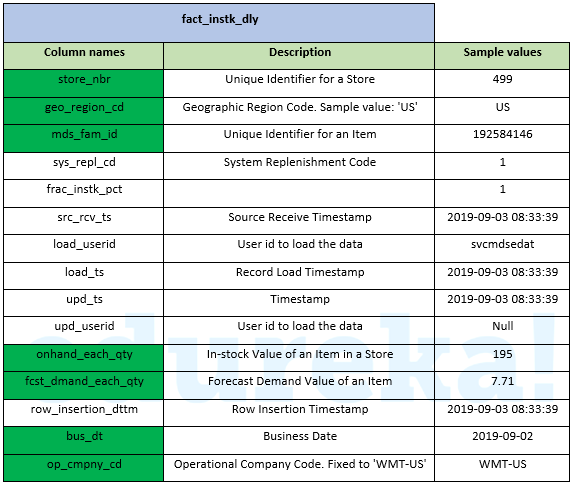 fact_instk_dly
Column names Description Sample values
store_nbr Unique Identifier for a Store 499
geo_region_cd Geographic Region Code. Sample value: 'US' US
mds_fam_id Unique Identifier for an Item 192584146
sys_repl_cd System Replenishment Code 1
frac_instk_pct 1
src_rcv_ts Source Receive Timestamp 2019-09-03 08:33:39
load_userid User id to load the data svcmdsedat
load_ts Record Load Timestamp 2019-09-03 08:33:39
upd_ts Timestamp 2019-09-03 08:33:39
upd_userid User id to load the data Null
onhand_each_qty In-stock Value of an Item in a Store 195
fcst_dmand_each_qty Forecast Demand Value of an Item 7.71
row_insertion_dttm Row Insertion Timestamp 2019-09-03 08:33:39
bus_dt Business Date 2019-09-02
op_cmpny_cd Operational Company Code. Fixed to 'WMT-US' WMT-US
edureka!